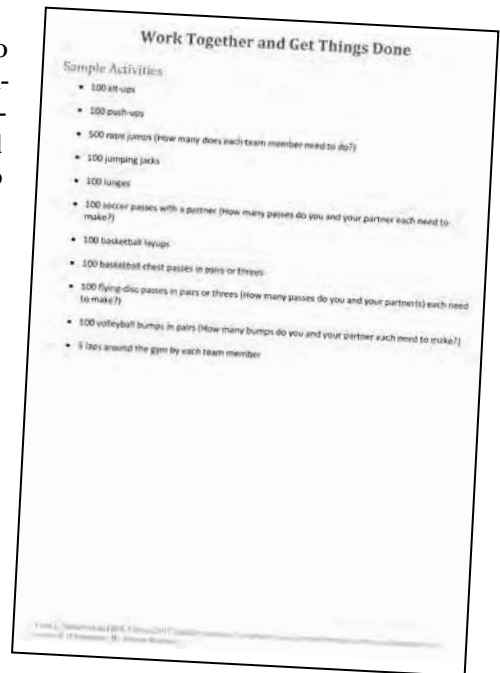 Work Together and Get Things Done
Sample Activities
• 100 sit-ups
• 100 push-ups
• 500 rope jumps (How many does each team member need to do?)
• 100 jumping jacks
• 100 lunges
• 100 soccer passes with a partner (How many passes do you and your partner each need to
make?)
• 100 basketball layups
• 100 basketball chest passes in pairs or threes
• 100 flying-disc passes in pairs or threes (How many passes do you and your partner(s) each need
to make?)
• 100 volleyball bumps in pairs (How many bumps do you and your partner each need to make?)
• 5 laps around the gym by each team member